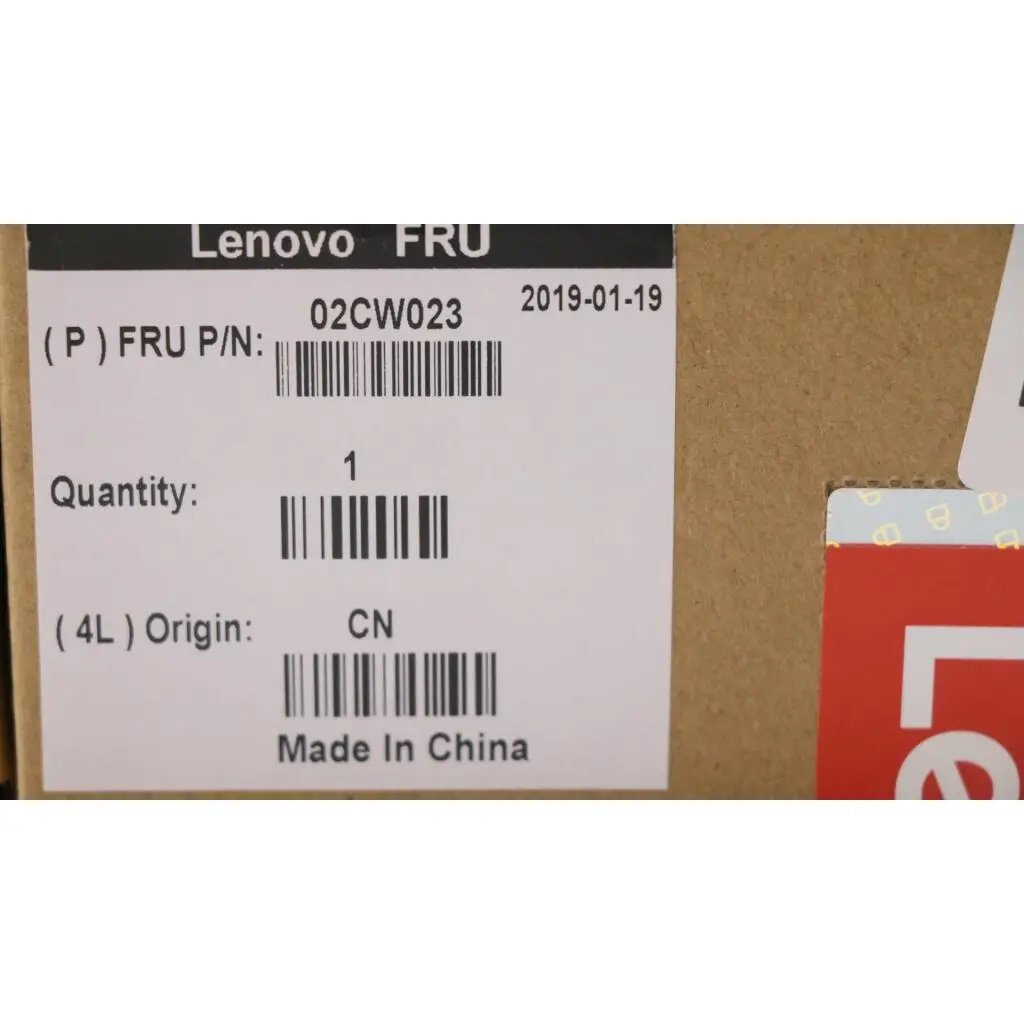 Lenovo FRU
2019-01-19
02CW023
( P ) FRU P/N:
1
Quantity:
( 4L ) Origin: CN
Made In China
Le